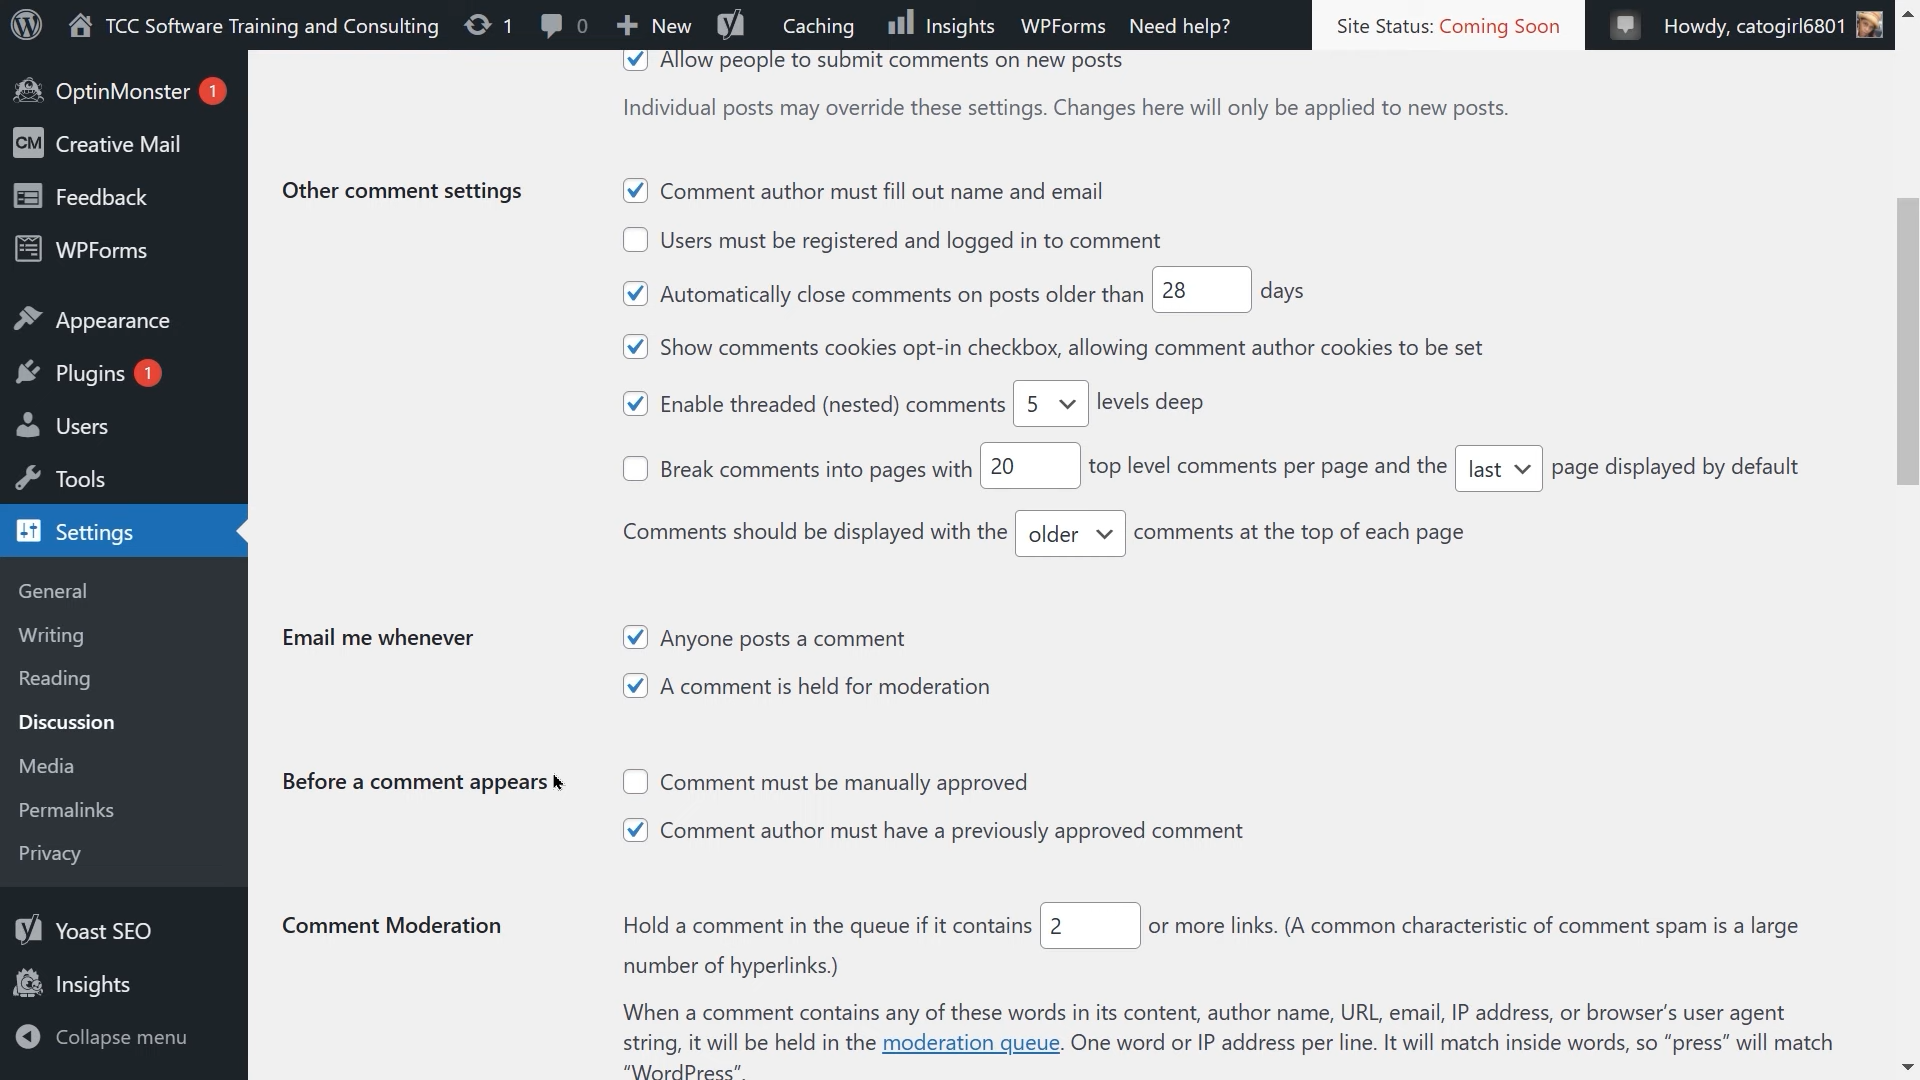 TCC Software Training and Consulting 1 0 New Caching Insights WPForms Need help? Site Status: Coming Soon Howdy, catogirl6801
OptinMonster 1
CM Creative Mail
Feedback
WPForms
Appearance
Plugins 1
Users
Tools
Settings
General
Writing
Reading
Discussion
Media
Permalinks
Privacy
Yoast SEO
Insights
Collapse menu
Allow people to submit comments on new posts
Individual posts may override these settings. Changes here will only be applied to new posts.
Other comment settings
Comment author must fill out name and email
Users must be registered and logged in to comment
Automatically close comments on posts older than 28 days
Show comments cookies opt-in checkbox, allowing comment author cookies to be set
Enable threaded (nested) comments 5 levels deep
Break comments into pages with 20 top level comments per page and the last page displayed by default
Comments should be displayed with the older comments at the top of each page
Email me whenever
Anyone posts a comment
A comment is held for moderation
Before a comment appears
Comment must be manually approved
Comment author must have a previously approved comment
Comment Moderation
Hold a comment in the queue if it contains 2 or more links. (A common characteristic of comment spam is a large
number of hyperlinks.)
When a comment contains any of these words in its content, author name, URL, email, IP address, or browser’s user agent
string, it will be held in the moderation queue. One word or IP address per line. It will match inside words, so “press” will match
“WordPress”.